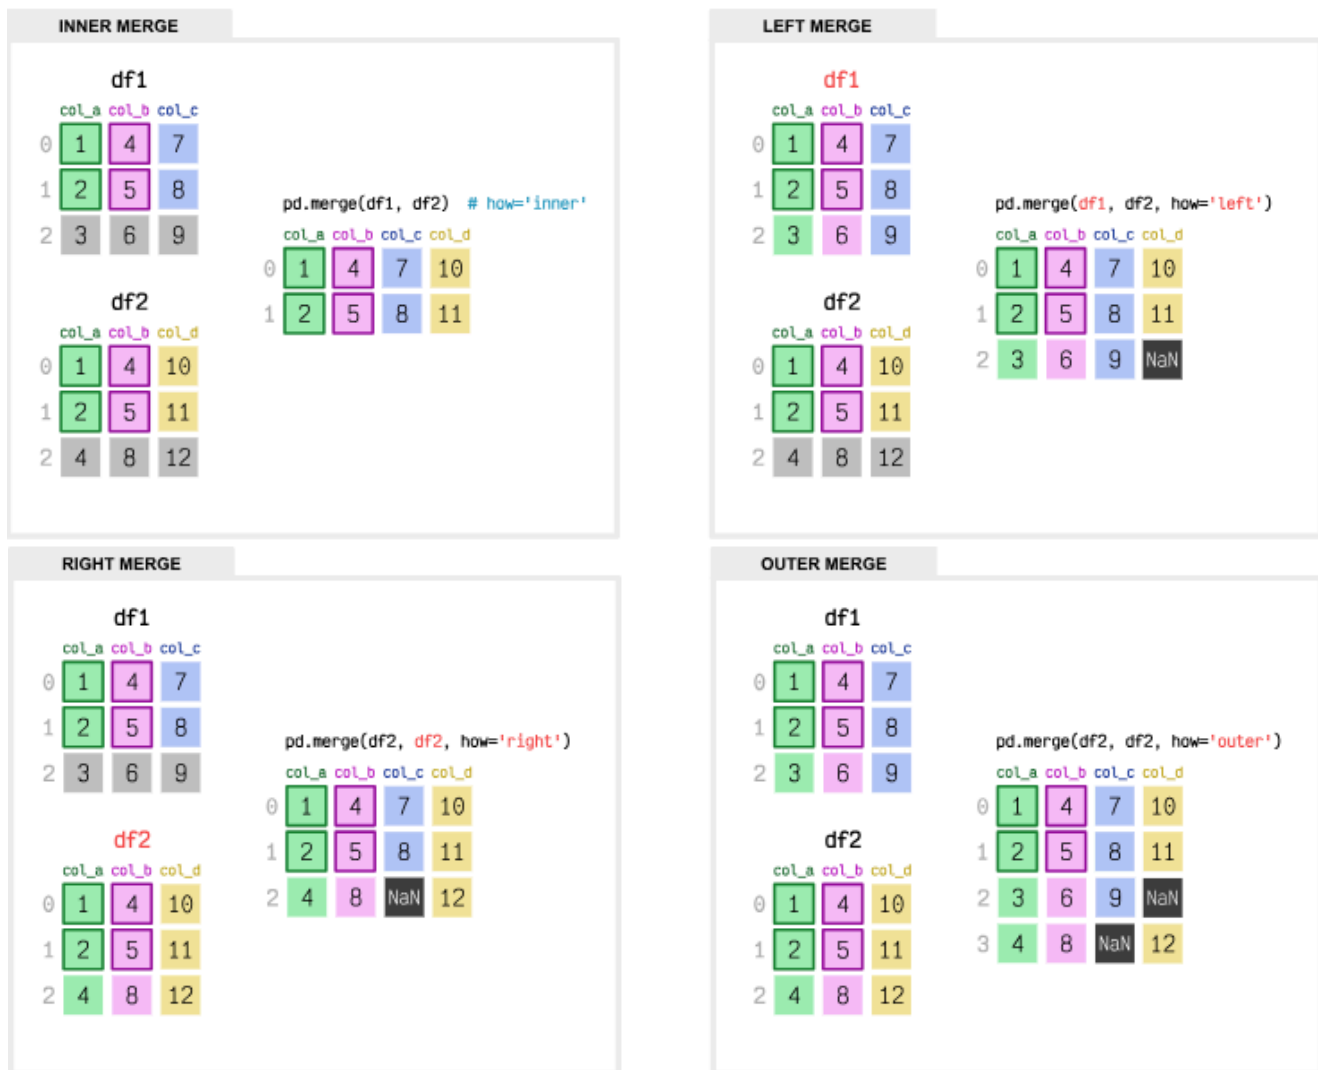 INNER MERGE
df1
col_a col_b col_c
0 1 4 7
1 2 5 8
2 3 6 9
df2
col_a col_b col_d
0 1 4 10
1 2 5 11
2 4 8 12
pd.merge(df1, df2) # how='inner'
col_a col_b col_c col_d
0 1 4 7 10
1 2 5 8 11
LEFT MERGE
df1
col_a col_b col_c
0 1 4 7
1 2 5 8
2 3 6 9
df2
col_a col_b col_d
0 1 4 10
1 2 5 11
2 4 8 12
pd.merge(df1, df2, how='left')
col_a col_b col_c col_d
0 1 4 7 10
1 2 5 8 11
2 3 6 9 NaN
RIGHT MERGE
df1
col_a col_b col_c
0 1 4 7
1 2 5 8
2 3 6 9
df2
col_a col_b col_d
0 1 4 10
1 2 5 11
2 4 8 12
pd.merge(df2, df2, how='right')
col_a col_b col_c col_d
0 1 4 7 10
1 2 5 8 11
2 4 8 NaN 12
OUTER MERGE
df1
col_a col_b col_c
0 1 4 7
1 2 5 8
2 3 6 9
df2
col_a col_b col_d
0 1 4 10
1 2 5 11
2 4 8 12
pd.merge(df2, df2, how='outer')
col_a col_b col_c col_d
0 1 4 7 10
1 2 5 8 11
2 3 6 9 NaN
3 4 8 NaN 12